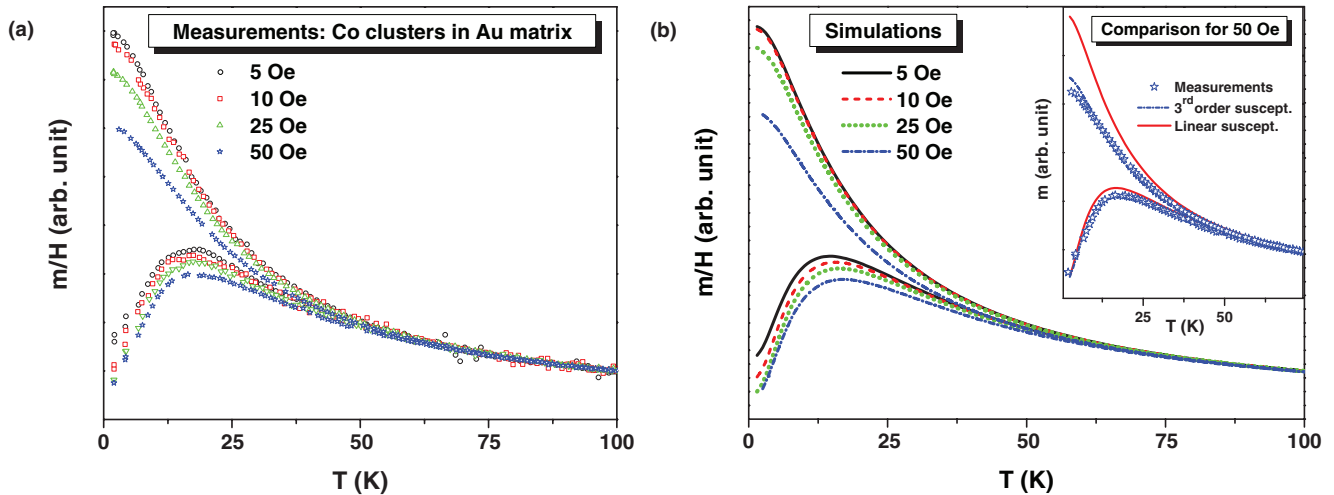 (a)
Measurements: Co clusters in Au matrix
5 Oe
10 Oe
25 Oe
50 Oe
m/H (arb. unit)
0
25
50
75
100
T (K)
(b)
Simulations
5 Oe
10 Oe
25 Oe
50 Oe
m/H (arb. unit)
0
25
50
75
100
T (K)
Comparison for 50 Oe
Measurements
3rd order suscept.
Linear suscept.
m (arb. unit)
25
50
T (K)